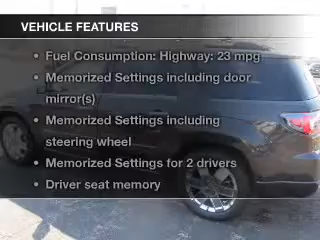 VEHICLE FEATURES
• Fuel Consumption: Highway: 23 mpg
• Memorized Settings including door
mirror(s)
• Memorized Settings including
steering wheel
• Memorized Settings for 2 drivers
• Driver seat memory